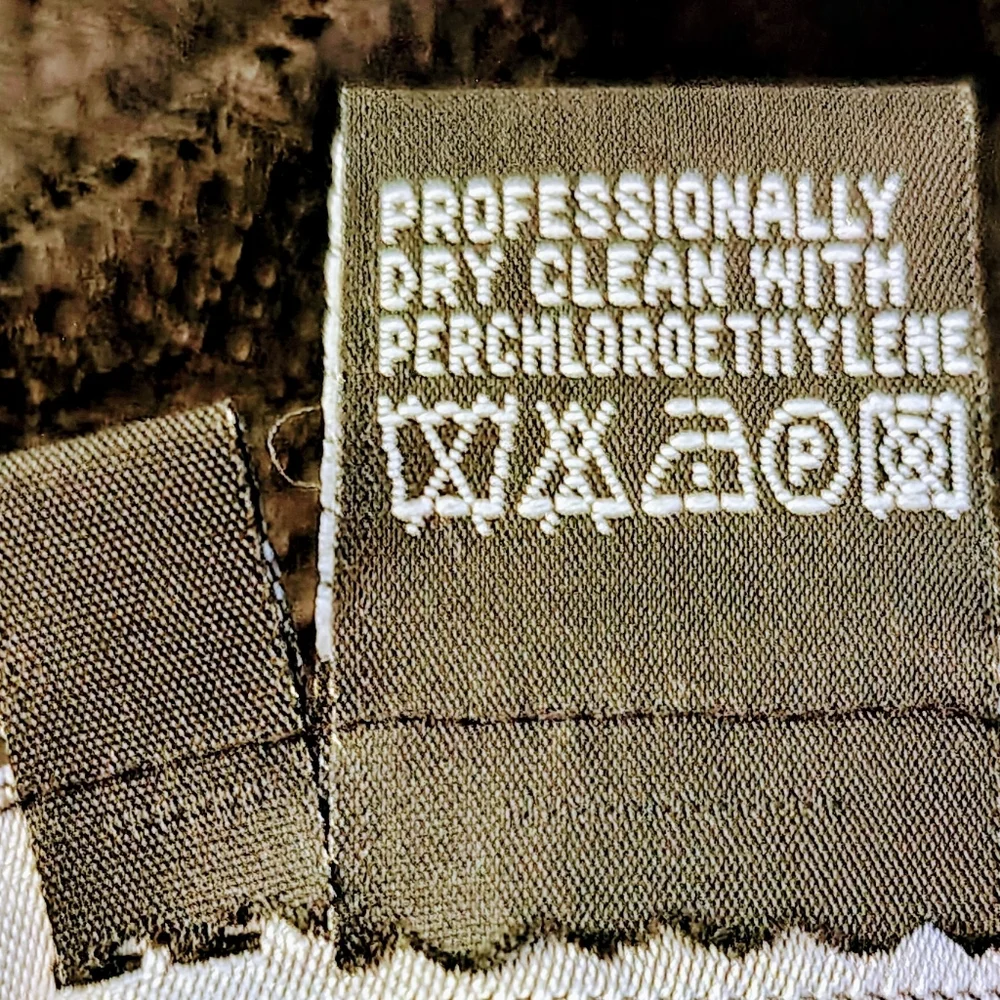 PROFESSIONALLY
DRY CLEAN WITH
PERCHLOROETHYLENE
P